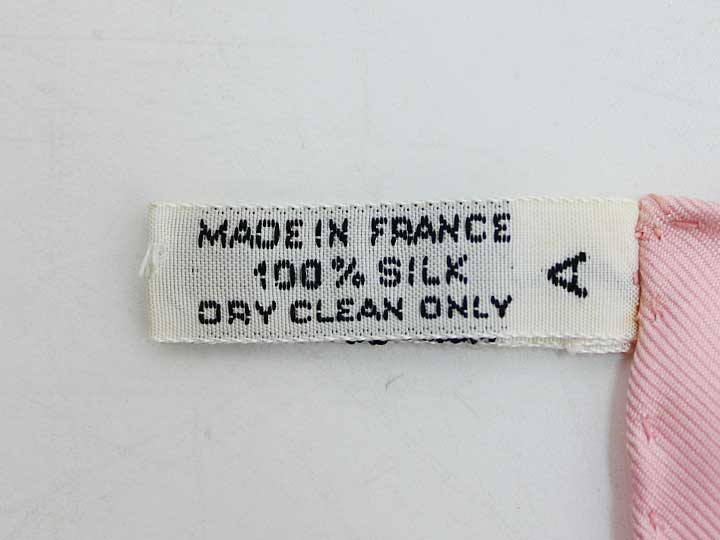 MADE IN FRANCE
100% SILK
DRY CLEAN ONLY
A